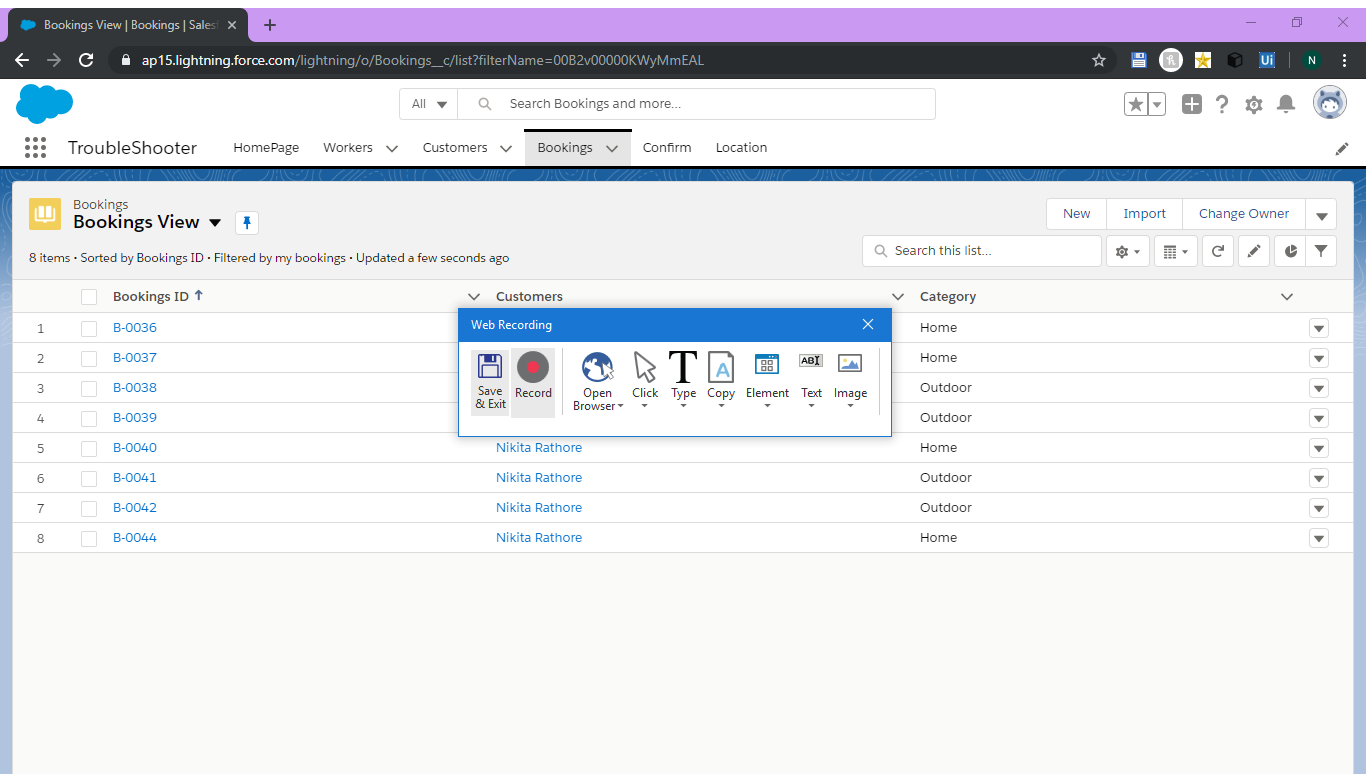 Bookings View | Bookings | Sales
ap15.lightning.force.com/lightning/o/Bookings__c/list?filterName=00B2v00000KWyMmEAL
Ui
N
All
Search Bookings and more...
TroubleShooter
HomePage
Workers
Customers
Bookings
Confirm
Location
Bookings
Bookings View
New
Import
Change Owner
8 items • Sorted by Bookings ID • Filtered by my bookings • Updated a few seconds ago
Search this list...
Bookings ID ↑ Customers Category
1 B-0036 Home
2 B-0037 Home
3 B-0038 Outdoor
4 B-0039 Outdoor
5 B-0040 Nikita Rathore Home
6 B-0041 Nikita Rathore Outdoor
7 B-0042 Nikita Rathore Outdoor
8 B-0044 Nikita Rathore Home
Web Recording
Save
& Exit
Record
Open
Browser
Click
T
Type
A
Copy
Element
ABI
Text
Image